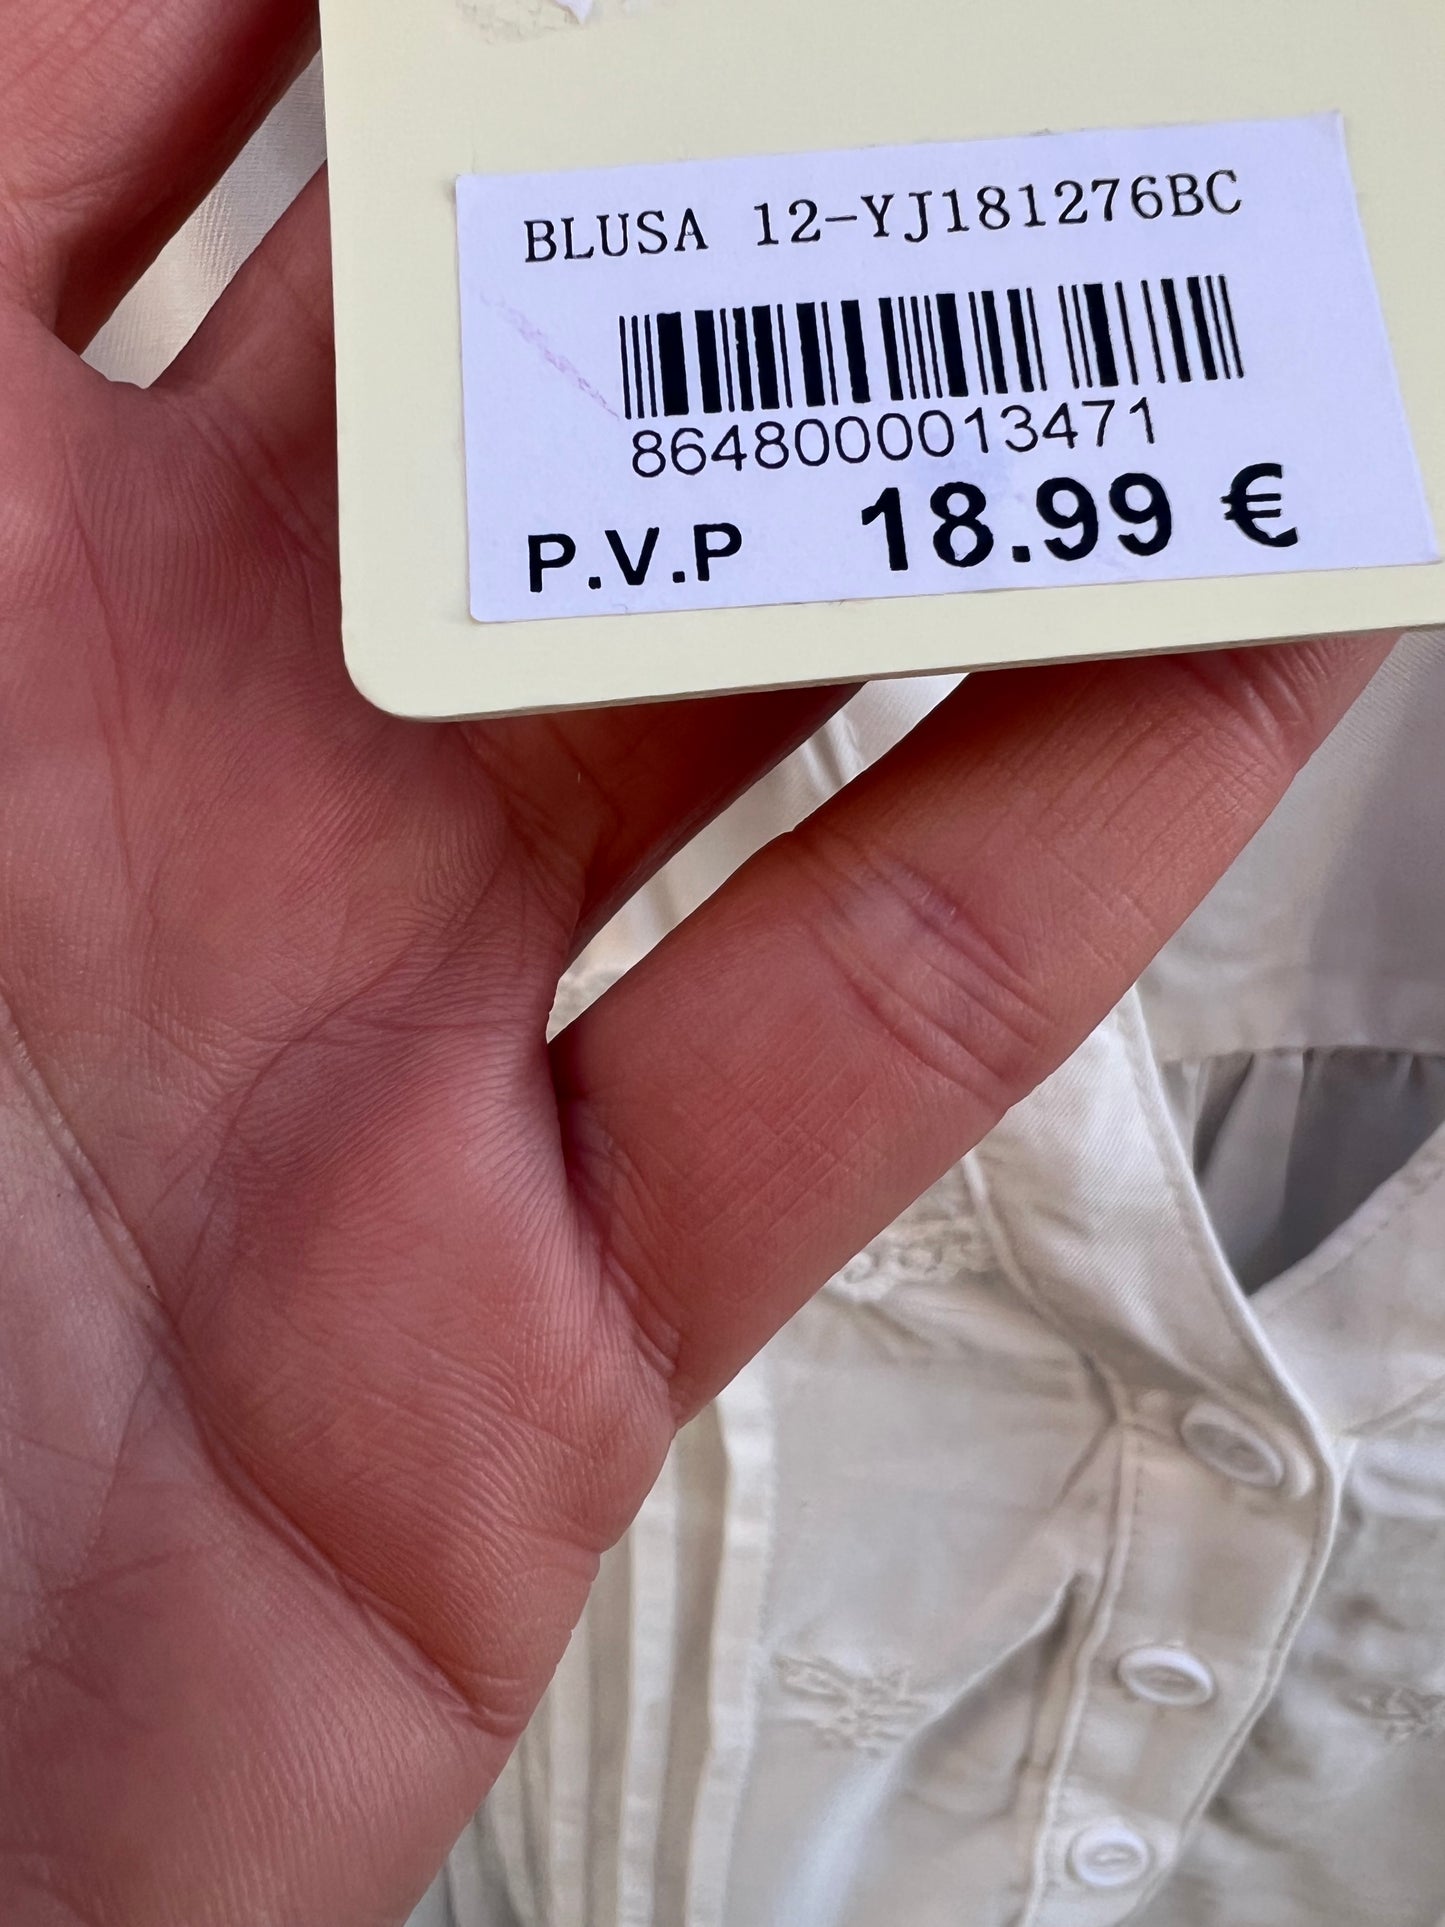 BLUSA 12-YJ181276BC
8648000013471
P.V.P 18.99 €